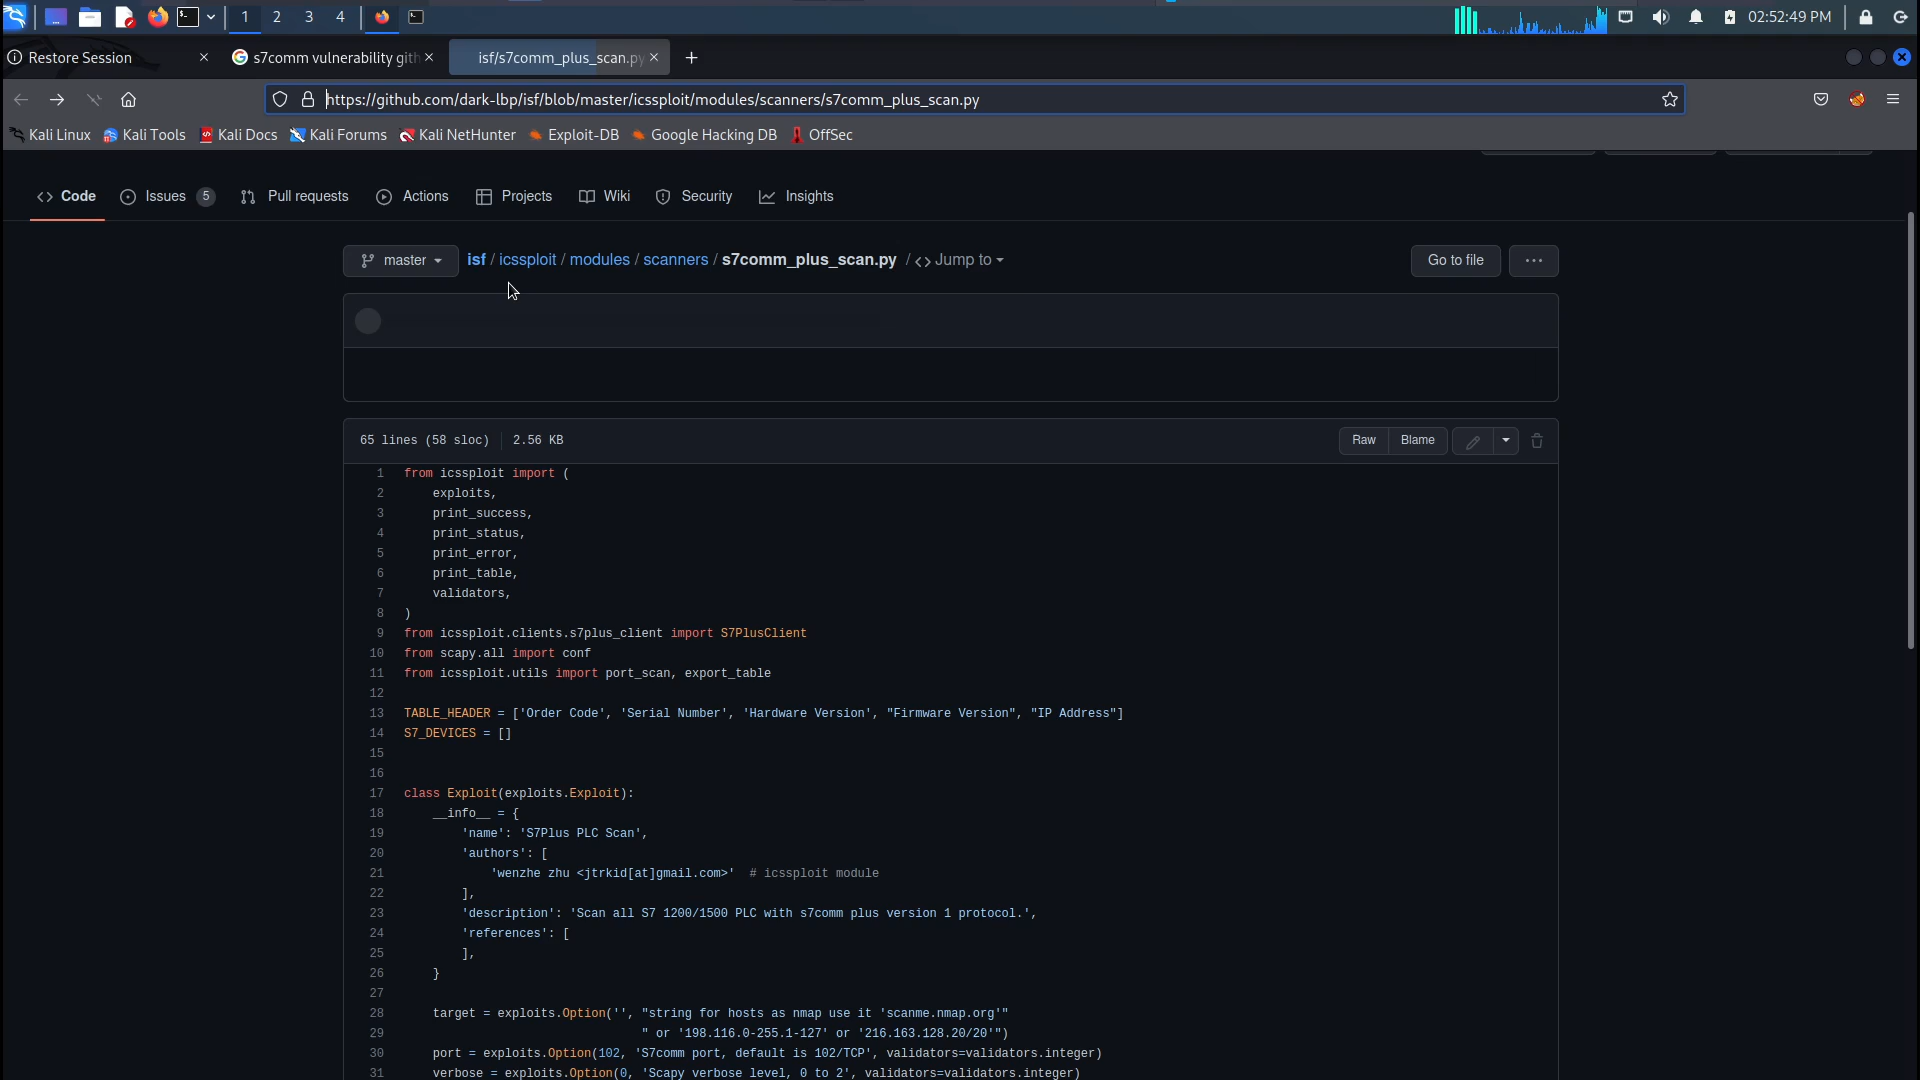 1 2 3 4 02:52:49 PM
Restore Session s7comm vulnerability gith isf/s7comm_plus_scan.py
https://github.com/dark-lbp/isf/blob/master/icssploit/modules/scanners/s7comm_plus_scan.py
Kali Linux Kali Tools Kali Docs Kali Forums Kali NetHunter Exploit-DB Google Hacking DB OffSec
Code Issues 5 Pull requests Actions Projects Wiki Security Insights
master isf / icssploit / modules / scanners / s7comm_plus_scan.py / <> Jump to Go to file ...
65 lines (58 sloc) 2.56 KB Raw Blame
1 from icssploit import (
2 exploits,
3 print_success,
4 print_status,
5 print_error,
6 print_table,
7 validators,
8 )
9 from icssploit.clients.s7plus_client import S7PlusClient
10 from scapy.all import conf
11 from icssploit.utils import port_scan, export_table
12
13 TABLE_HEADER = ['Order Code', 'Serial Number', 'Hardware Version', "Firmware Version", "IP Address"]
14 S7_DEVICES = []
15
16
17 class Exploit(exploits.Exploit):
18 __info__ = {
19 'name': 'S7Plus PLC Scan',
20 'authors': [
21 'wenzhe zhu <jtrkid[at]gmail.com>' # icssploit module
22 ],
23 'description': 'Scan all S7 1200/1500 PLC with s7comm plus version 1 protocol.',
24 'references': [
25 ],
26 }
27
28 target = exploits.Option('', "string for hosts as nmap use it 'scanme.nmap.org'"
29 " or '198.116.0-255.1-127' or '216.163.128.20/20'")
30 port = exploits.Option(102, 'S7comm port, default is 102/TCP', validators=validators.integer)
31 verbose = exploits.Option(0, 'Scapy verbose level, 0 to 2', validators=validators.integer)